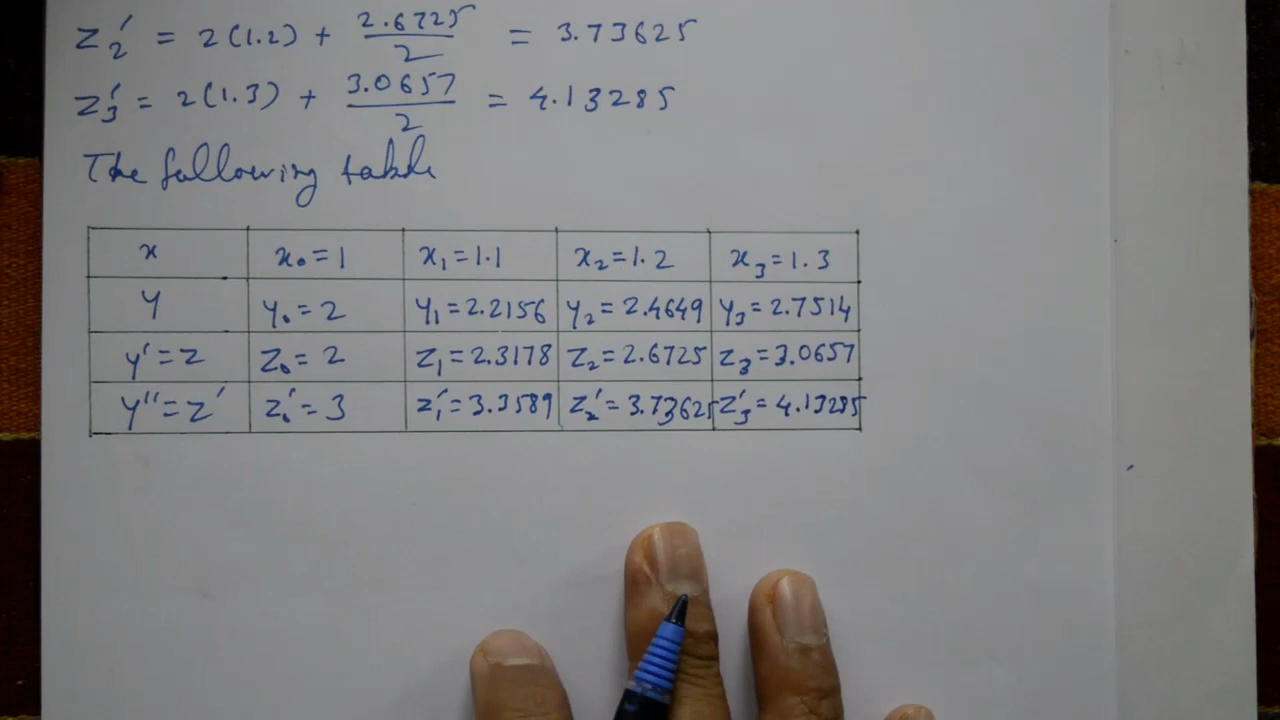 z₂' = 2(1.2) + 2.6725/2 = 3.73625
z₃' = 2(1.3) + 3.0657/2 = 4.13285
The following table
x x₀=1 x₁=1.1 x₂=1.2 x₃=1.3
y y₀=2 y₁=2.2156 y₂=2.4649 y₃=2.7514
y'=z z₀=2 z₁=2.3178 z₂=2.6725 z₃=3.0657
y''=z' z₀'=3 z₁'=3.3589 z₂'=3.73625 z₃'=4.13285